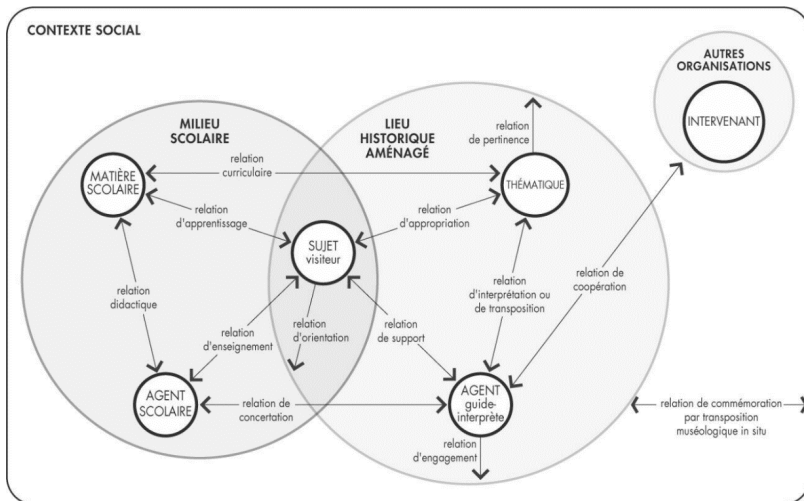 CONTEXTE SOCIAL
AUTRES
ORGANISATIONS
INTERVENANT
MILIEU
SCOLAIRE
LIEU
HISTORIQUE
AMÉNAGÉ
relation
de pertinence
MATIÈRE
SCOLAIRE
relation
curriculaire
THÉMATIQUE
relation
d'apprentissage
SUJET
visiteur
relation
d'appropriation
relation
didactique
relation
d'enseignement
relation
d'orientation
relation
de support
relation
d'interprétation ou
de transposition
relation de
coopération
AGENT
SCOLAIRE
relation de
concertation
AGENT
guide-
interprète
relation
d'engagement
relation de commémoration
par transposition
muséologique in situ